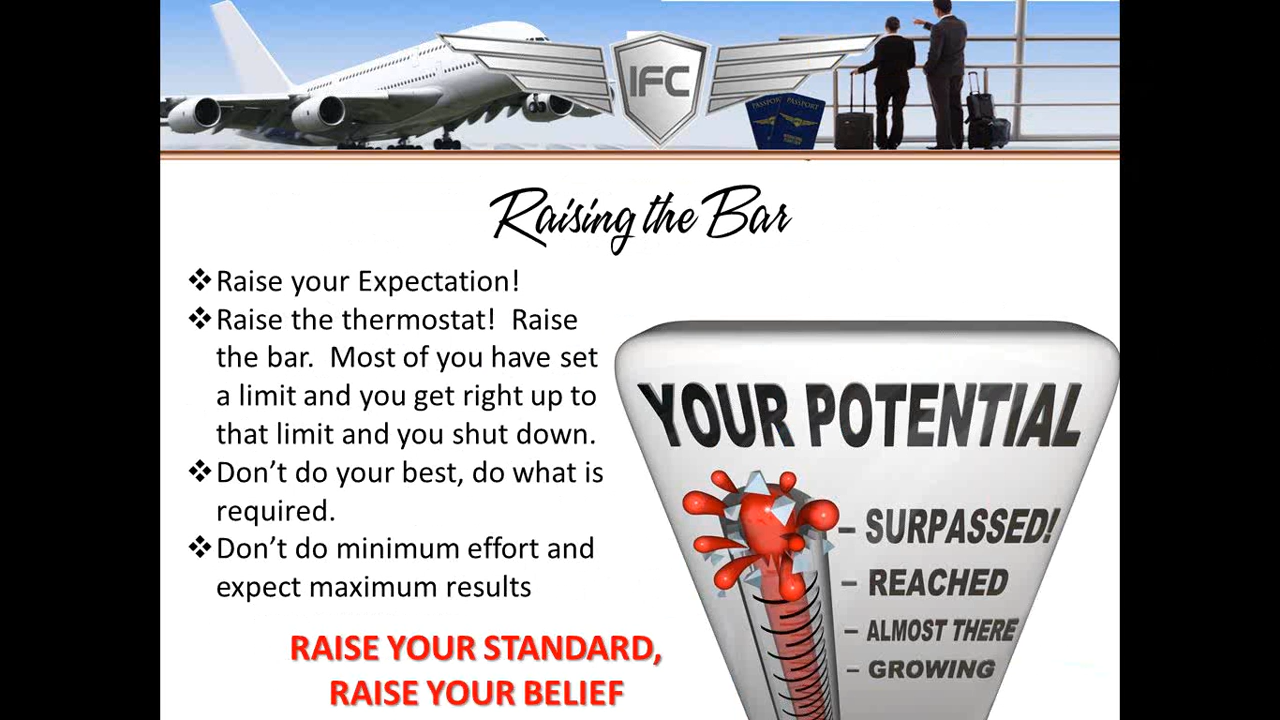 IFC
PASSPORT PASSPORT
Raising the Bar
❖Raise your Expectation!
❖Raise the thermostat!  Raise
the bar.  Most of you have set
a limit and you get right up to
that limit and you shut down.
❖Don’t do your best, do what is
required.
❖Don’t do minimum effort and
expect maximum results
RAISE YOUR STANDARD,
RAISE YOUR BELIEF
YOUR POTENTIAL
– SURPASSED!
– REACHED
– ALMOST THERE
– GROWING